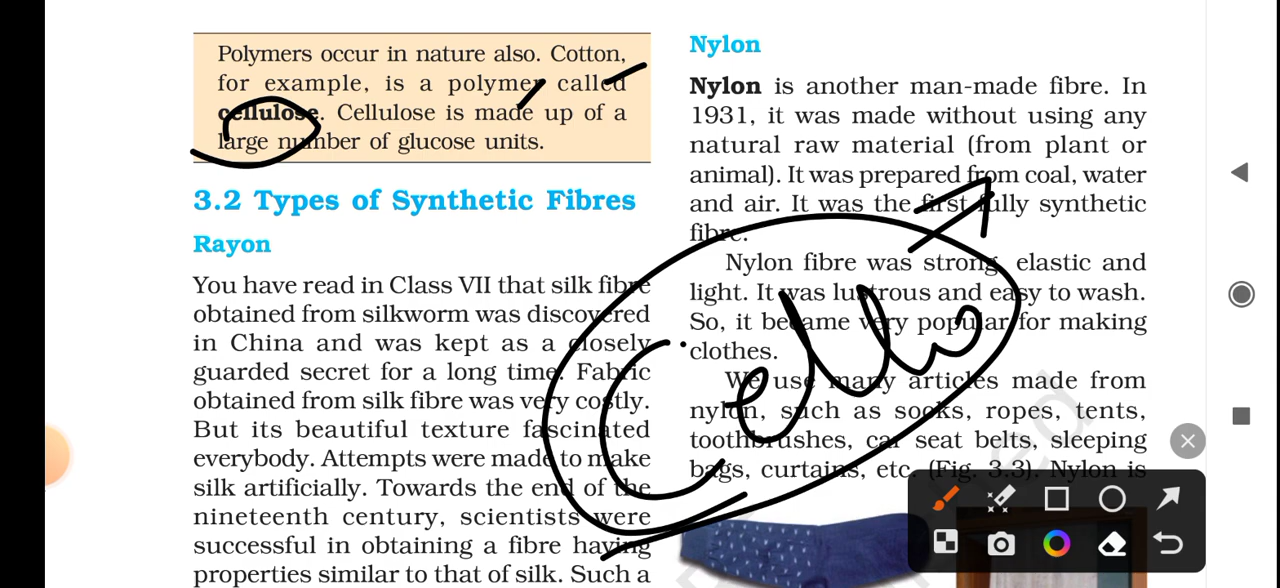 Polymers occur in nature also. Cotton,
for example, is a polymer called
cellulose. Cellulose is made up of a
large number of glucose units.
3.2 Types of Synthetic Fibres
Rayon
You have read in Class VII that silk fibre
obtained from silkworm was discovered
in China and was kept as a closely
guarded secret for a long time. Fabric
obtained from silk fibre was very costly.
But its beautiful texture fascinated
everybody. Attempts were made to make
silk artificially. Towards the end of the
nineteenth century, scientists were
successful in obtaining a fibre having
properties similar to that of silk. Such a
Nylon
Nylon is another man-made fibre. In
1931, it was made without using any
natural raw material (from plant or
animal). It was prepared from coal, water
and air. It was the first fully synthetic
fibre.
Nylon fibre was strong, elastic and
light. It was lustrous and easy to wash.
So, it became very popular for making
clothes.
We use many articles made from
nylon, such as socks, ropes, tents,
toothbrushes, car seat belts, sleeping
bags, curtains, etc. (Fig. 3.3). Nylon is
Cello